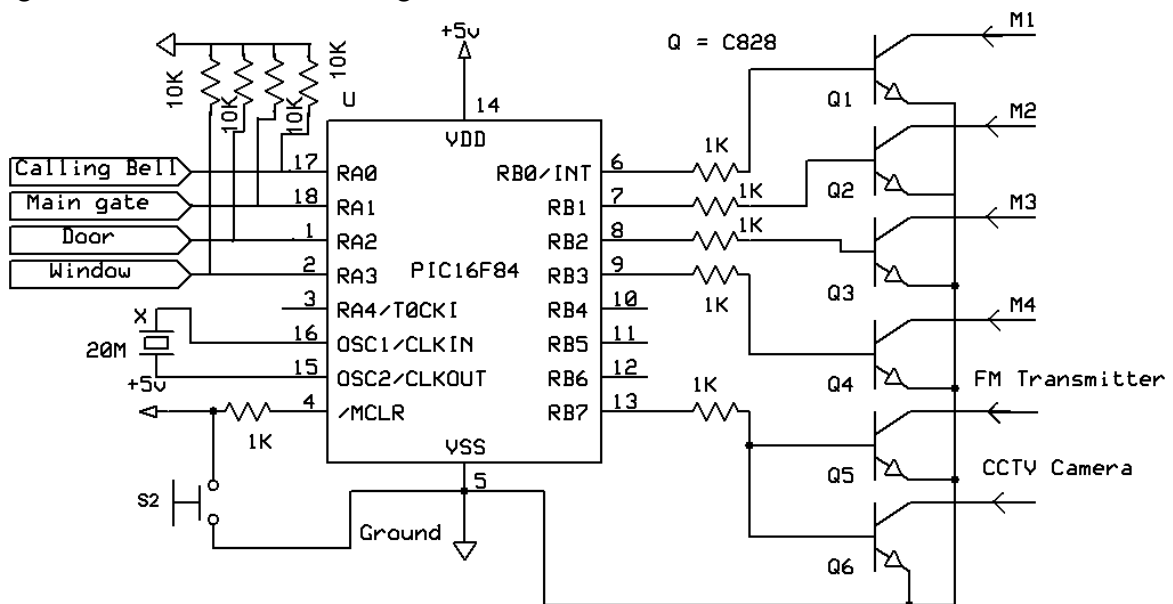 +5v
Q = C828
M1
10K
10K
10K
10K
U
14
VDD
Q1
M2
Calling Bell
17
RA0
RB0/INT
6
1K
Main gate
18
RA1
RB1
7
1K
Q2
M3
Door
1
RA2
RB2
8
1K
Window
2
RA3
PIC16F84
RB3
9
1K
Q3
3
RA4/T0CKI
RB4
10
M4
X
20M
16
OSC1/CLKIN
RB5
11
15
OSC2/CLKOUT
RB6
12
Q4
FM Transmitter
+5v
4
/MCLR
RB7
13
1K
1K
VSS
5
Q5
CCTV Camera
S2
Ground
Q6